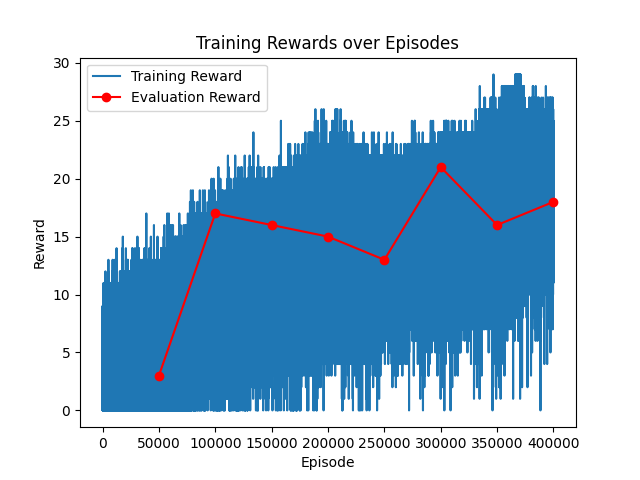 Training Rewards over Episodes
Training Reward
Evaluation Reward
Reward
30
25
20
15
10
5
0
0 50000 100000 150000 200000 250000 300000 350000 400000
Episode